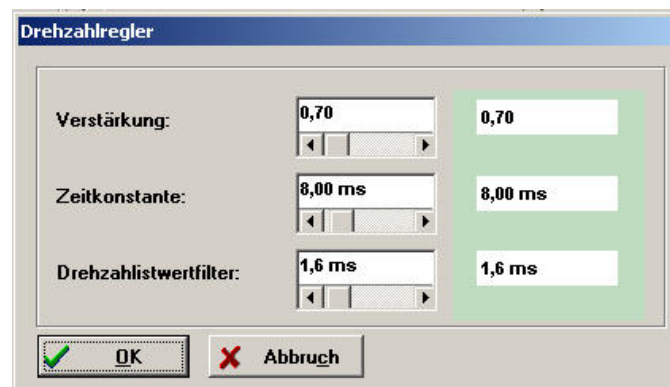 Drehzahlregler
Verstärkung: 0,70 0,70
Zeitkonstante: 8,00 ms 8,00 ms
Drehzahlistwertfilter: 1,6 ms 1,6 ms
OK Abbruch